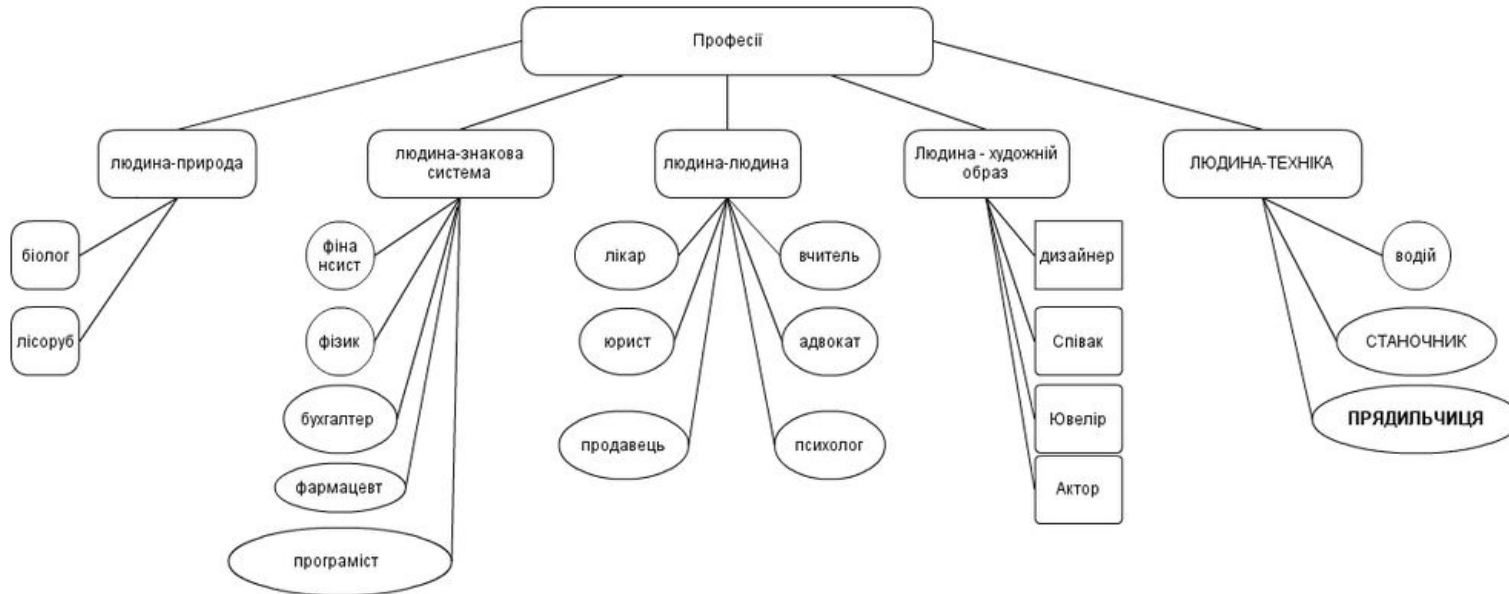 Професії
людина-природа
людина-знакова
система
людина-людина
Людина - художній
образ
ЛЮДИНА-ТЕХНІКА
біолог
лісоруб
фіна
нсист
фізик
бухгалтер
фармацевт
програміст
лікар
вчитель
юрист
адвокат
продавець
психолог
дизайнер
Співак
Ювелір
Актор
водій
СТАНОЧНИК
ПРЯДИЛЬЧИЦЯ